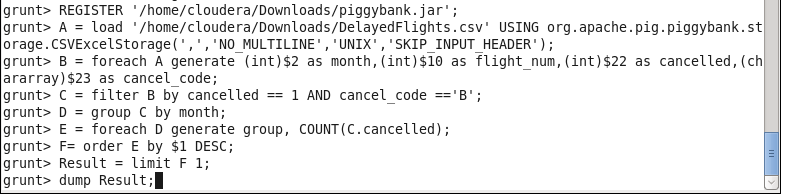 grunt> REGISTER '/home/cloudera/Downloads/piggybank.jar';
grunt> A = load '/home/cloudera/Downloads/DelayedFlights.csv' USING org.apache.pig.piggybank.st
orage.CSVExcelStorage(',','NO_MULTILINE','UNIX','SKIP_INPUT_HEADER');
grunt> B = foreach A generate (int)$2 as month,(int)$10 as flight_num,(int)$22 as cancelled,(ch
ararray)$23 as cancel_code;
grunt> C = filter B by cancelled == 1 AND cancel_code =='B';
grunt> D = group C by month;
grunt> E = foreach D generate group, COUNT(C.cancelled);
grunt> F= order E by $1 DESC;
grunt> Result = limit F 1;
grunt> dump Result;